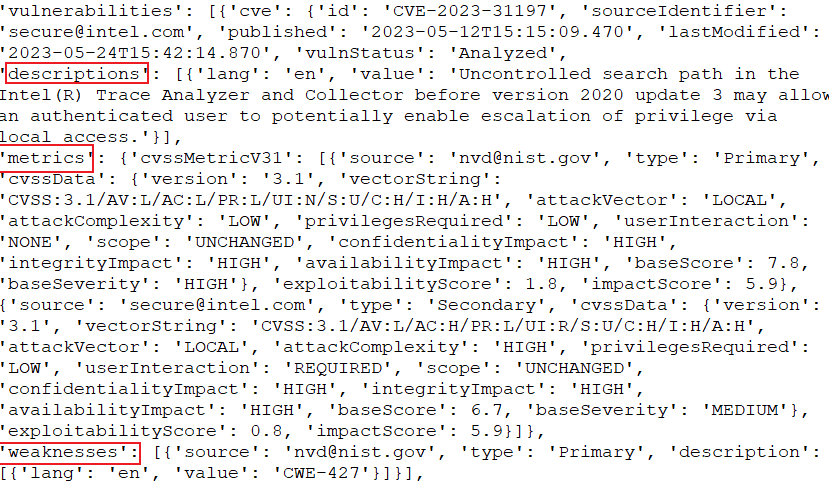 'vulnerabilities': [{'cve': {'id': 'CVE-2023-31197', 'sourceIdentifier':
'secure@intel.com', 'published': '2023-05-12T15:15:09.470', 'lastModified':
'2023-05-24T15:42:14.870', 'vulnStatus': 'Analyzed',
'descriptions': [{'lang': 'en', 'value': 'Uncontrolled search path in the
Intel(R) Trace Analyzer and Collector before version 2020 update 3 may allow
an authenticated user to potentially enable escalation of privilege via
local access.'}],
'metrics': {'cvssMetricV31': [{'source': 'nvd@nist.gov', 'type': 'Primary',
'cvssData': {'version': '3.1', 'vectorString':
'CVSS:3.1/AV:L/AC:L/PR:L/UI:N/S:U/C:H/I:H/A:H', 'attackVector': 'LOCAL',
'attackComplexity': 'LOW', 'privilegesRequired': 'LOW', 'userInteraction':
'NONE', 'scope': 'UNCHANGED', 'confidentialityImpact': 'HIGH',
'integrityImpact': 'HIGH', 'availabilityImpact': 'HIGH', 'baseScore': 7.8,
'baseSeverity': 'HIGH'}, 'exploitabilityScore': 1.8, 'impactScore': 5.9},
{'source': 'secure@intel.com', 'type': 'Secondary', 'cvssData': {'version':
'3.1', 'vectorString': 'CVSS:3.1/AV:L/AC:H/PR:L/UI:R/S:U/C:H/I:H/A:H',
'attackVector': 'LOCAL', 'attackComplexity': 'HIGH', 'privilegesRequired':
'LOW', 'userInteraction': 'REQUIRED', 'scope': 'UNCHANGED',
'confidentialityImpact': 'HIGH', 'integrityImpact': 'HIGH',
'availabilityImpact': 'HIGH', 'baseScore': 6.7, 'baseSeverity': 'MEDIUM'},
'exploitabilityScore': 0.8, 'impactScore': 5.9}]},
'weaknesses': [{'source': 'nvd@nist.gov', 'type': 'Primary', 'description':
[{'lang': 'en', 'value': 'CWE-427'}]}],